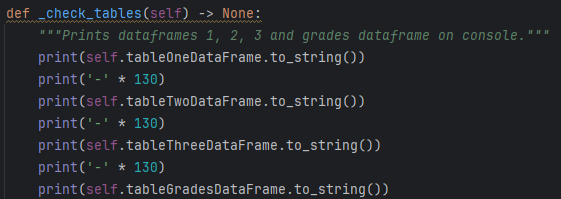 def _check_tables(self) -> None:
    """Prints dataframes 1, 2, 3 and grades dataframe on console."""
    print(self.tableOneDataFrame.to_string())
    print('-' * 130)
    print(self.tableTwoDataFrame.to_string())
    print('-' * 130)
    print(self.tableThreeDataFrame.to_string())
    print('-' * 130)
    print(self.tableGradesDataFrame.to_string())